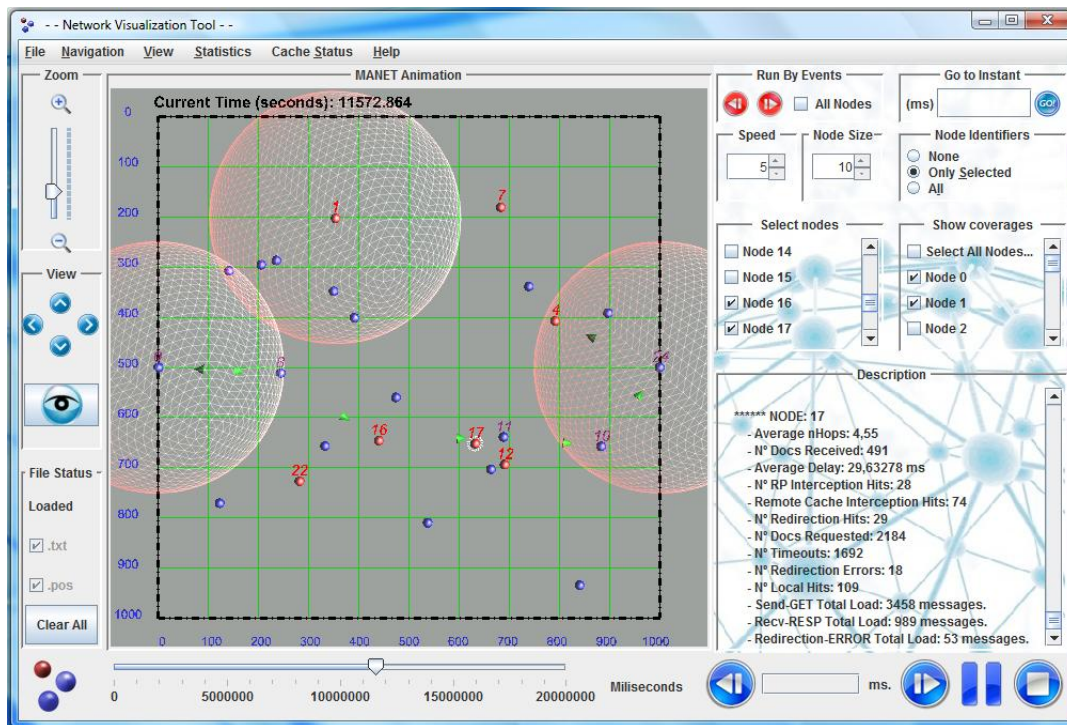 - - Network Visualization Tool - -
File Navigation View Statistics Cache Status Help
Zoom
View
File Status
Loaded
.txt
.pos
Clear All
MANET Animation
Current Time (seconds): 11572.864
0
100
200
300
400
500
600
700
800
900
1000
0 100 200 300 400 500 600 700 800 900 1000
1
7
4
8
24
16
17
11
10
12
22
Run By Events
All Nodes
Go to Instant
(ms)
GO!
Speed
5
Node Size
10
Node Identifiers
None
Only Selected
All
Select nodes
Node 14
Node 15
Node 16
Node 17
Show coverages
Select All Nodes...
Node 0
Node 1
Node 2
Description
****** NODE: 17
- Average nHops: 4,55
- Nº Docs Received: 491
- Average Delay: 29,63278 ms
- Nº RP Interception Hits: 28
- Remote Cache Interception Hits: 74
- Nº Redirection Hits: 29
- Nº Docs Requested: 2184
- Nº Timeouts: 1692
- Nº Redirection Errors: 18
- Nº Local Hits: 109
- Send-GET Total Load: 3458 messages.
- Recv-RESP Total Load: 989 messages.
- Redirection-ERROR Total Load: 53 messages.
0 5000000 10000000 15000000 20000000
Miliseconds
ms.